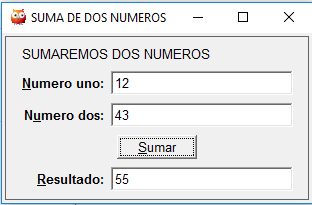 SUMA DE DOS NUMEROS
SUMAREMOS DOS NUMEROS
Numero uno: 12
Numero dos: 43
Sumar
Resultado: 55